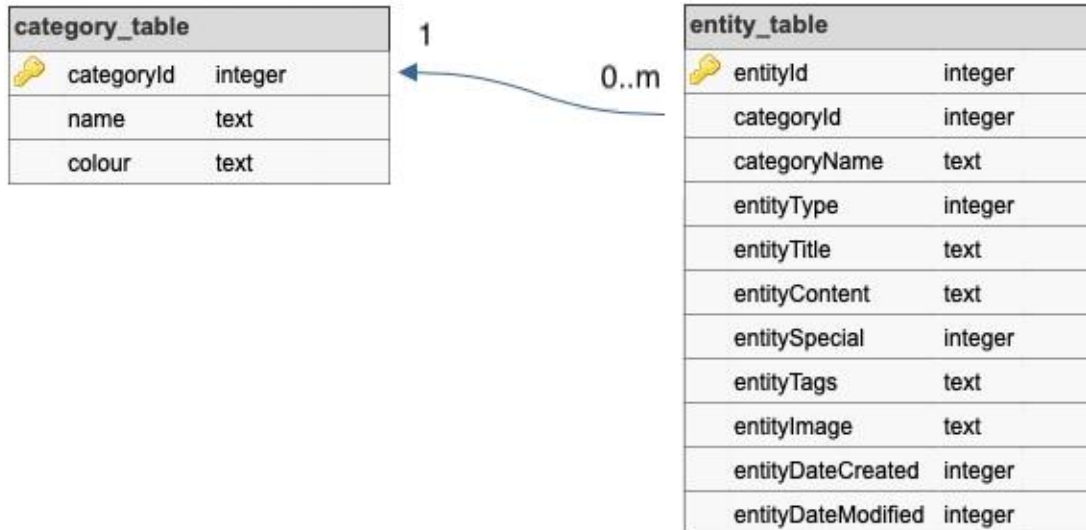 category_table
categoryId integer
name text
colour text
1
0..m
entity_table
entityId integer
categoryId integer
categoryName text
entityType integer
entityTitle text
entityContent text
entitySpecial integer
entityTags text
entityImage text
entityDateCreated integer
entityDateModified integer